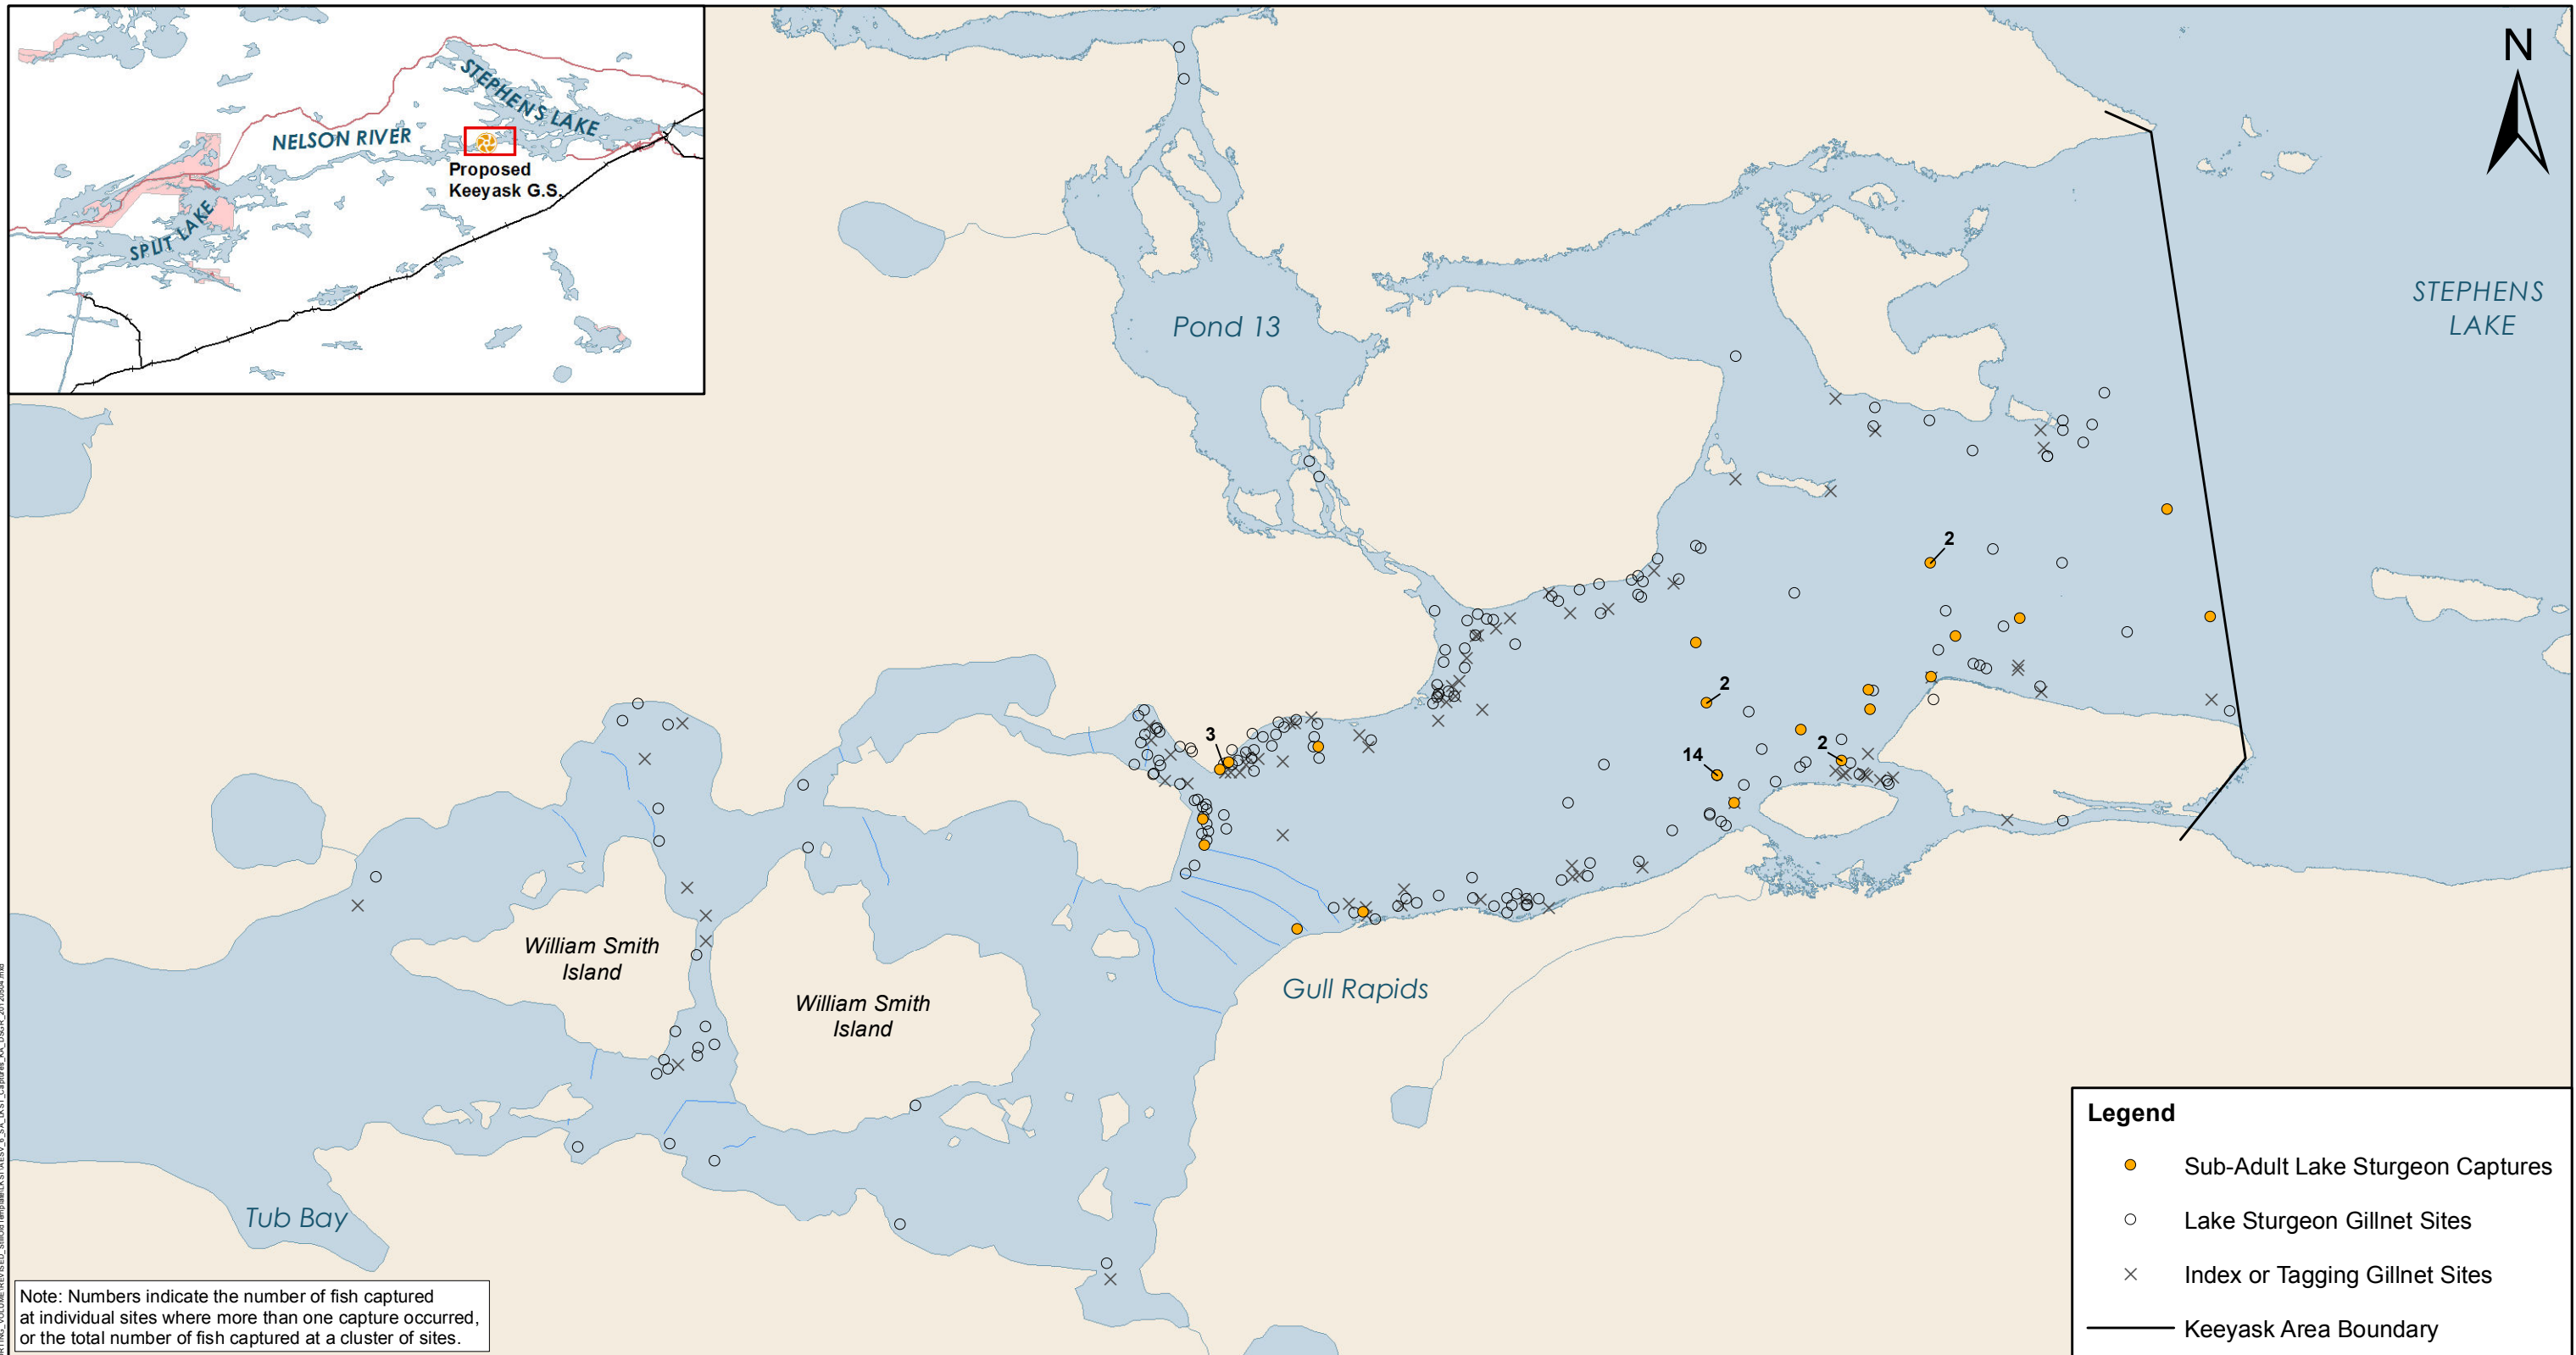 STEPHENS LAKE
NELSON RIVER
Proposed
Keeyask G.S.
SPLIT LAKE
N
Pond 13
STEPHENS
LAKE
2
2
3
14
2
William Smith
Island
William Smith
Island
Gull Rapids
Tub Bay
Legend
Sub-Adult Lake Sturgeon Captures
Lake Sturgeon Gillnet Sites
Index or Tagging Gillnet Sites
Keeyask Area Boundary
Note: Numbers indicate the number of fish captured
at individual sites where more than one capture occurred,
or the total number of fish captured at a cluster of sites.